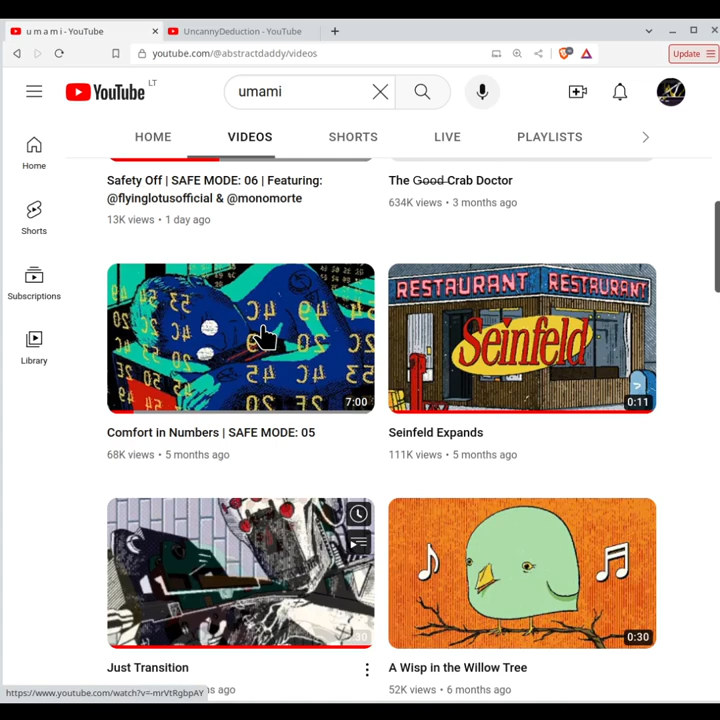 u m a m i - YouTube
UncannyDeduction - YouTube
youtube.com/@abstractdaddy/videos
Update
YouTube LT
umami
HOME
VIDEOS
SHORTS
LIVE
PLAYLISTS
Home
Shorts
Subscriptions
Library
Safety Off | SAFE MODE: 06 | Featuring:
@flyinglotusofficial & @monomorte
13K views • 1 day ago
The Good Crab Doctor
634K views • 3 months ago
7:00
Comfort in Numbers | SAFE MODE: 05
68K views • 5 months ago
RESTAURANT RESTAURANT
Seinfeld
0:11
Seinfeld Expands
111K views • 5 months ago
Just Transition
ago
0:30
A Wisp in the Willow Tree
52K views • 6 months ago
https://www.youtube.com/watch?v=-mrVtRgbpAY